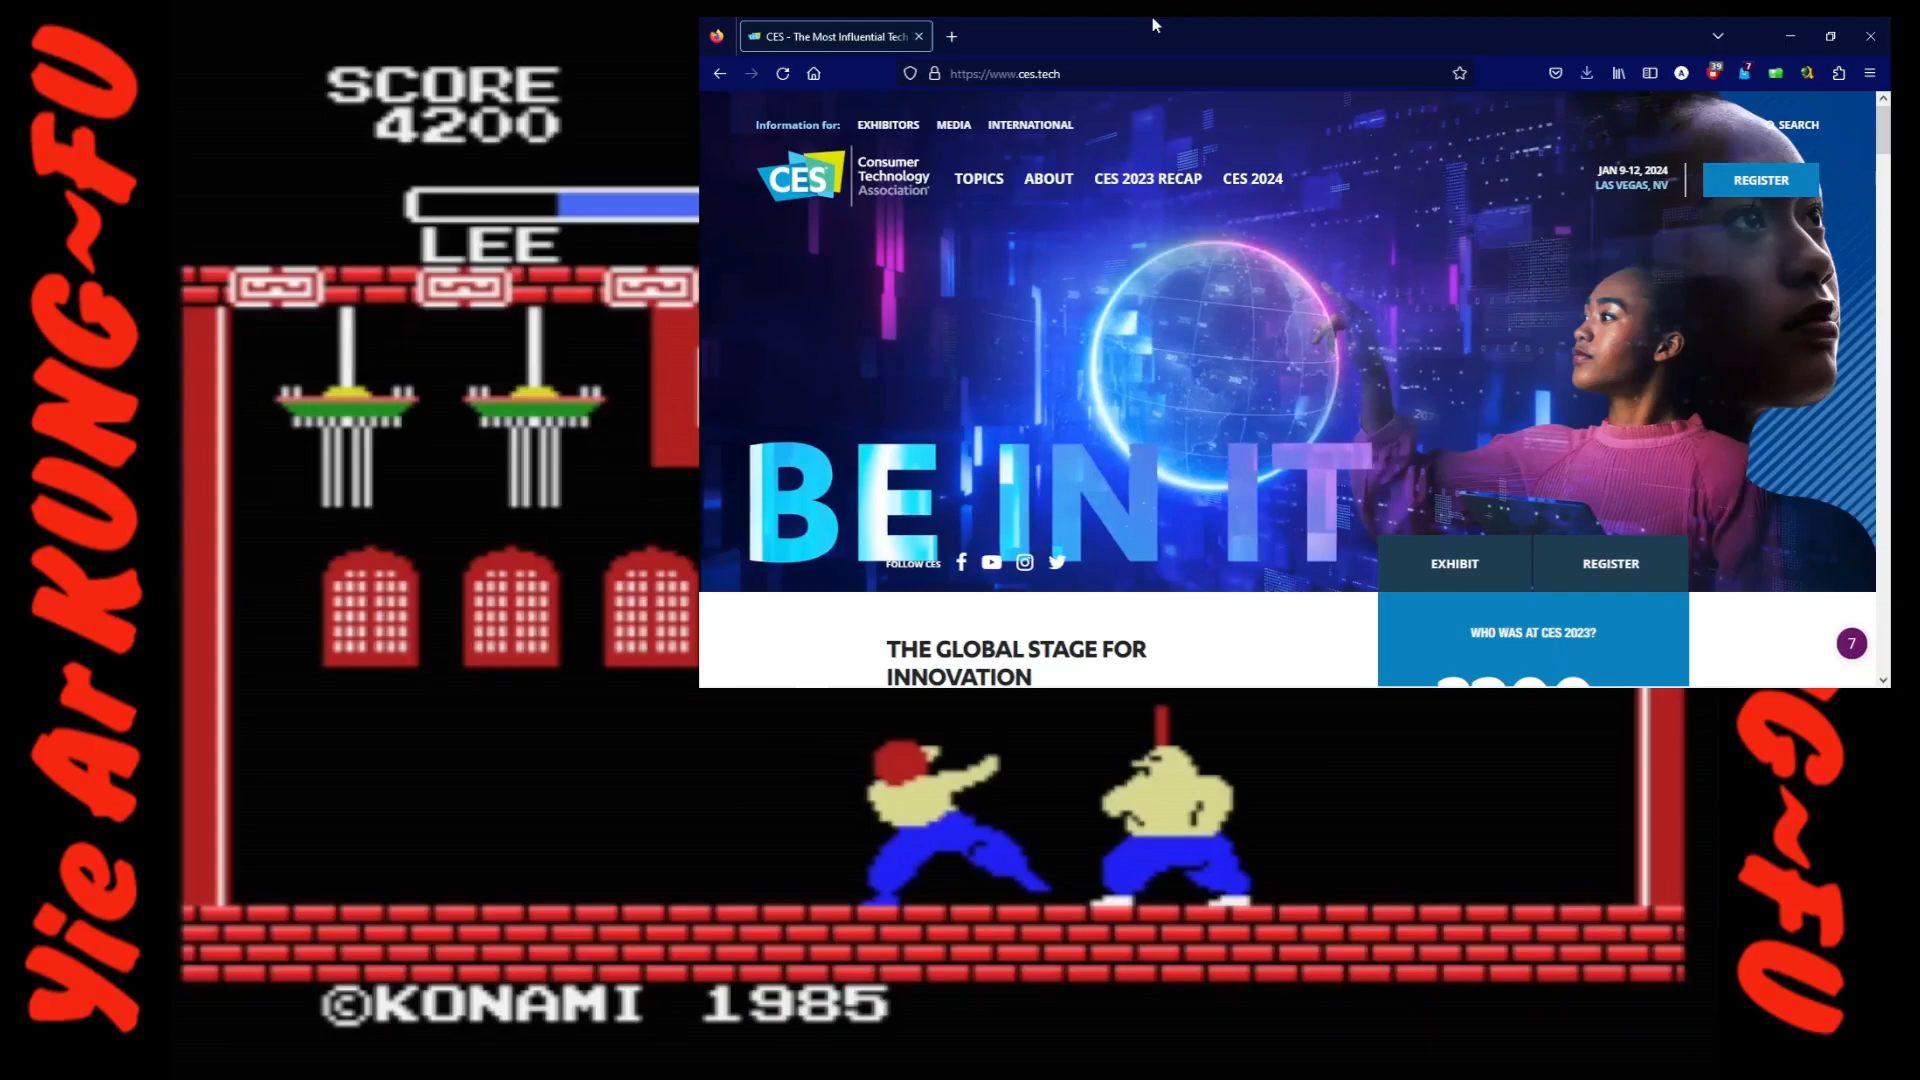 Yie Ar KUNG~FU
SCORE
4200
LEE
CES - The Most Influential Tech
https://www.ces.tech
39
7
Information for: EXHIBITORS MEDIA INTERNATIONAL
SEARCH
CES
Consumer
Technology
Association
TOPICS ABOUT CES 2023 RECAP CES 2024
JAN 9-12, 2024
LAS VEGAS, NV
REGISTER
BE IN IT
FOLLOW CES
EXHIBIT REGISTER
THE GLOBAL STAGE FOR
INNOVATION
WHO WAS AT CES 2023?
7
©KONAMI 1985
G~FU